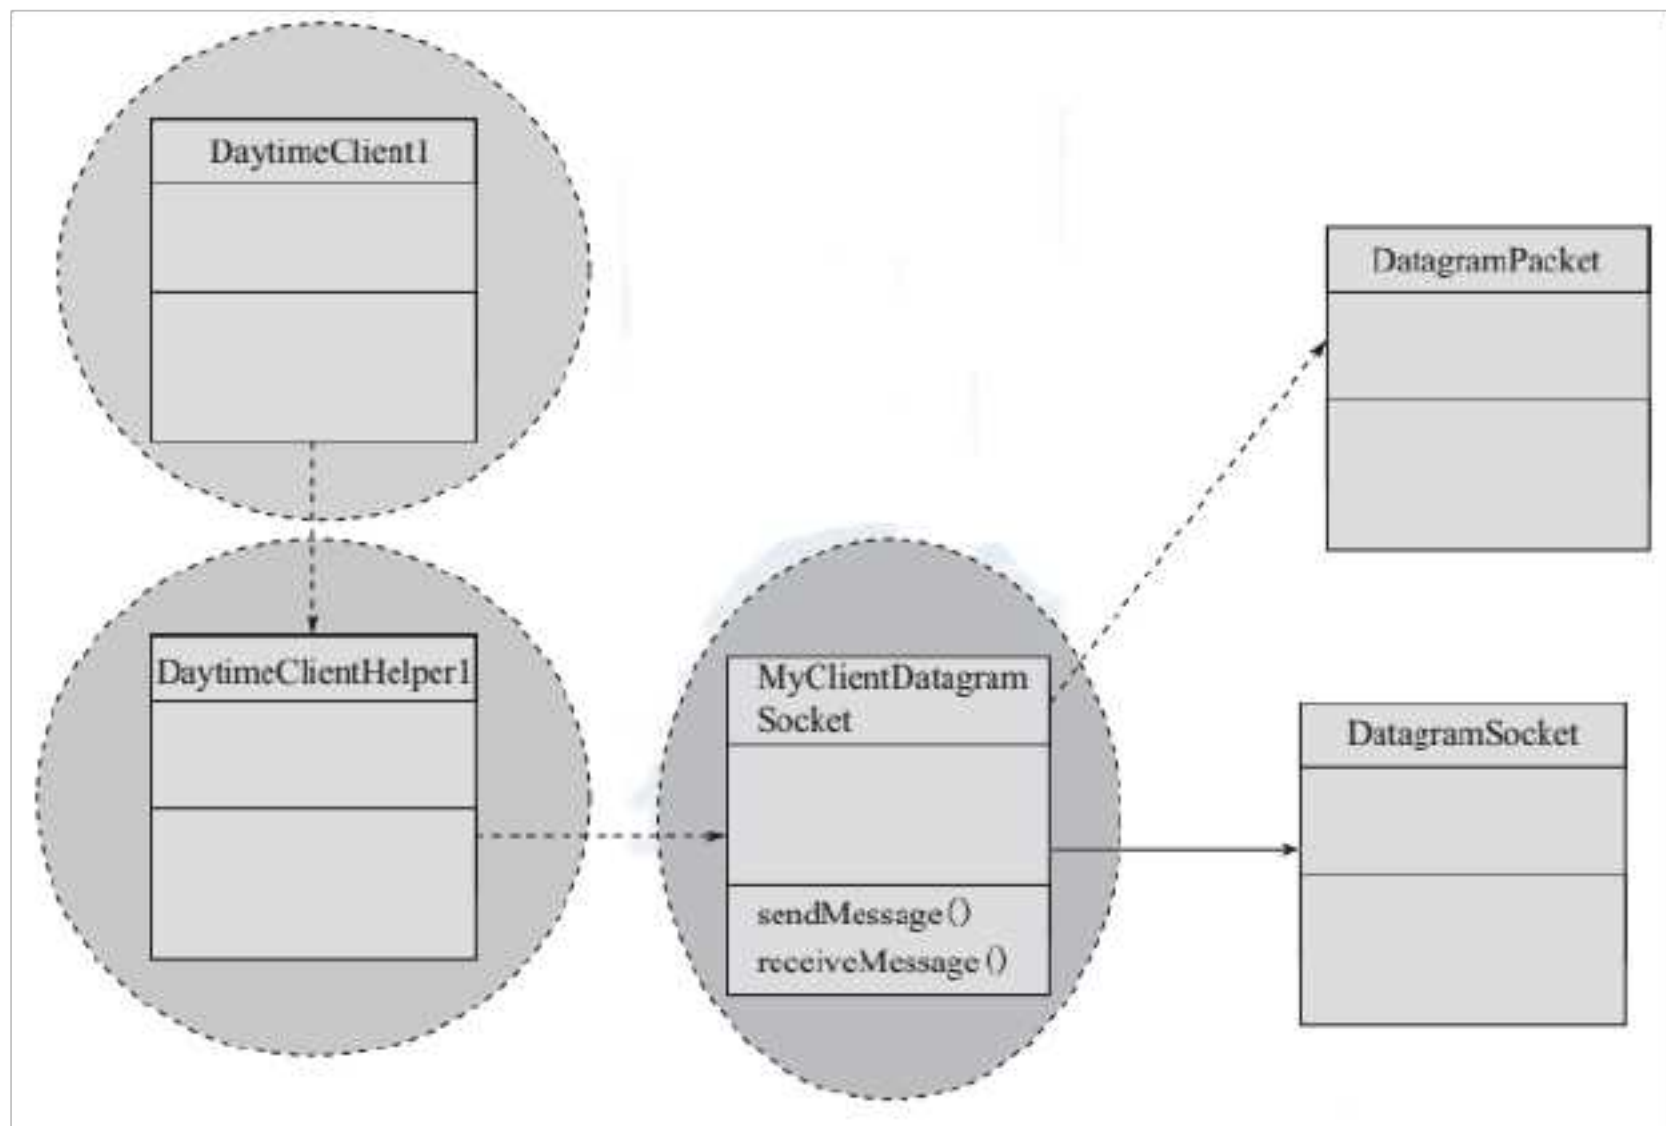 DaytimeClient1
DatagramPacket
DaytimeClientHelper1
MyClientDatagram
Socket
DatagramSocket
sendMessage()
receiveMessage()